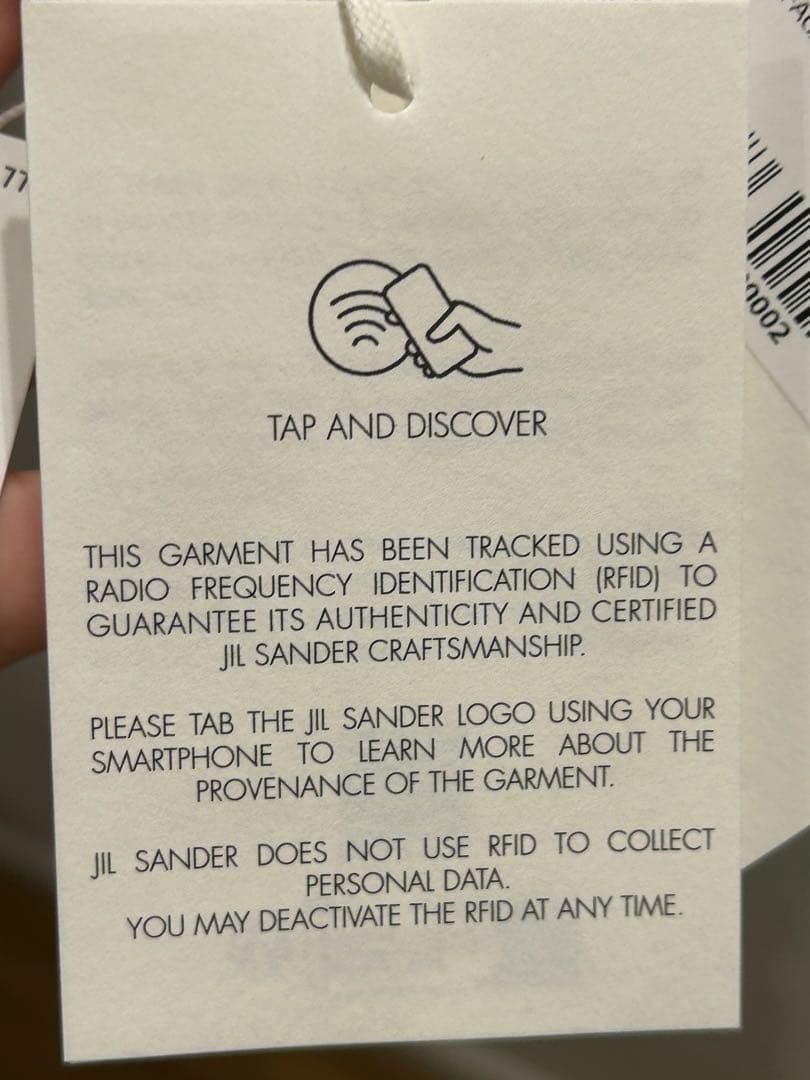 77
0002
TAP AND DISCOVER
THIS GARMENT HAS BEEN TRACKED USING A
RADIO FREQUENCY IDENTIFICATION (RFID) TO
GUARANTEE ITS AUTHENTICITY AND CERTIFIED
JIL SANDER CRAFTSMANSHIP.
PLEASE TAB THE JIL SANDER LOGO USING YOUR
SMARTPHONE TO LEARN MORE ABOUT THE
PROVENANCE OF THE GARMENT.
JIL SANDER DOES NOT USE RFID TO COLLECT
PERSONAL DATA.
YOU MAY DEACTIVATE THE RFID AT ANY TIME.